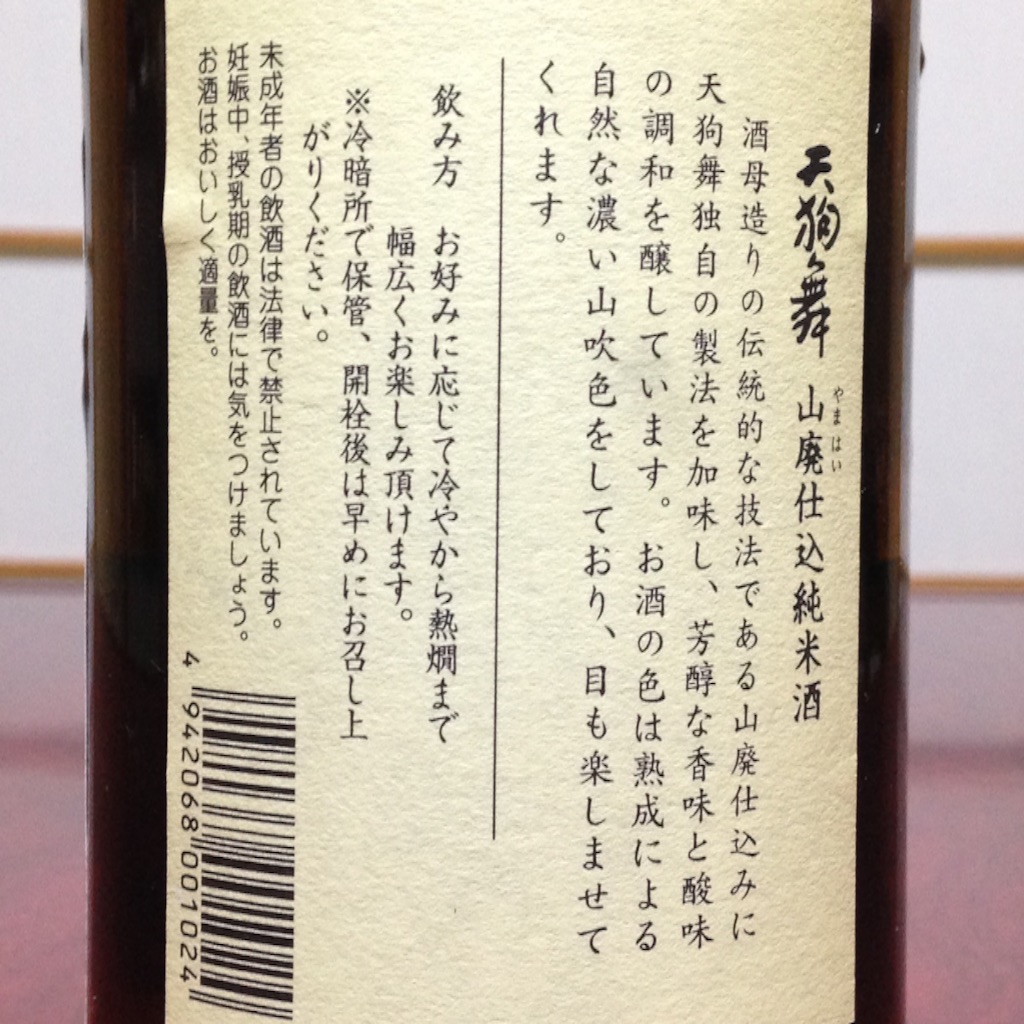 天狗舞 山廃仕込純米酒
やまはい
酒母造りの伝統的な技法である山廃仕込みに
天狗舞独自の製法を加味し、芳醇な香味と酸味
の調和を醸しています。お酒の色は熟成による
自然な濃い山吹色をしており、目も楽しませて
くれます。
飲み方 お好みに応じて冷やから熱燗まで
幅広くお楽しみ頂けます。
※冷暗所で保管、開栓後は早めにお召し上
がりください。
未成年者の飲酒は法律で禁止されています。
妊娠中、授乳期の飲酒には気をつけましょう。
お酒はおいしく適量を。
4 942068 001024